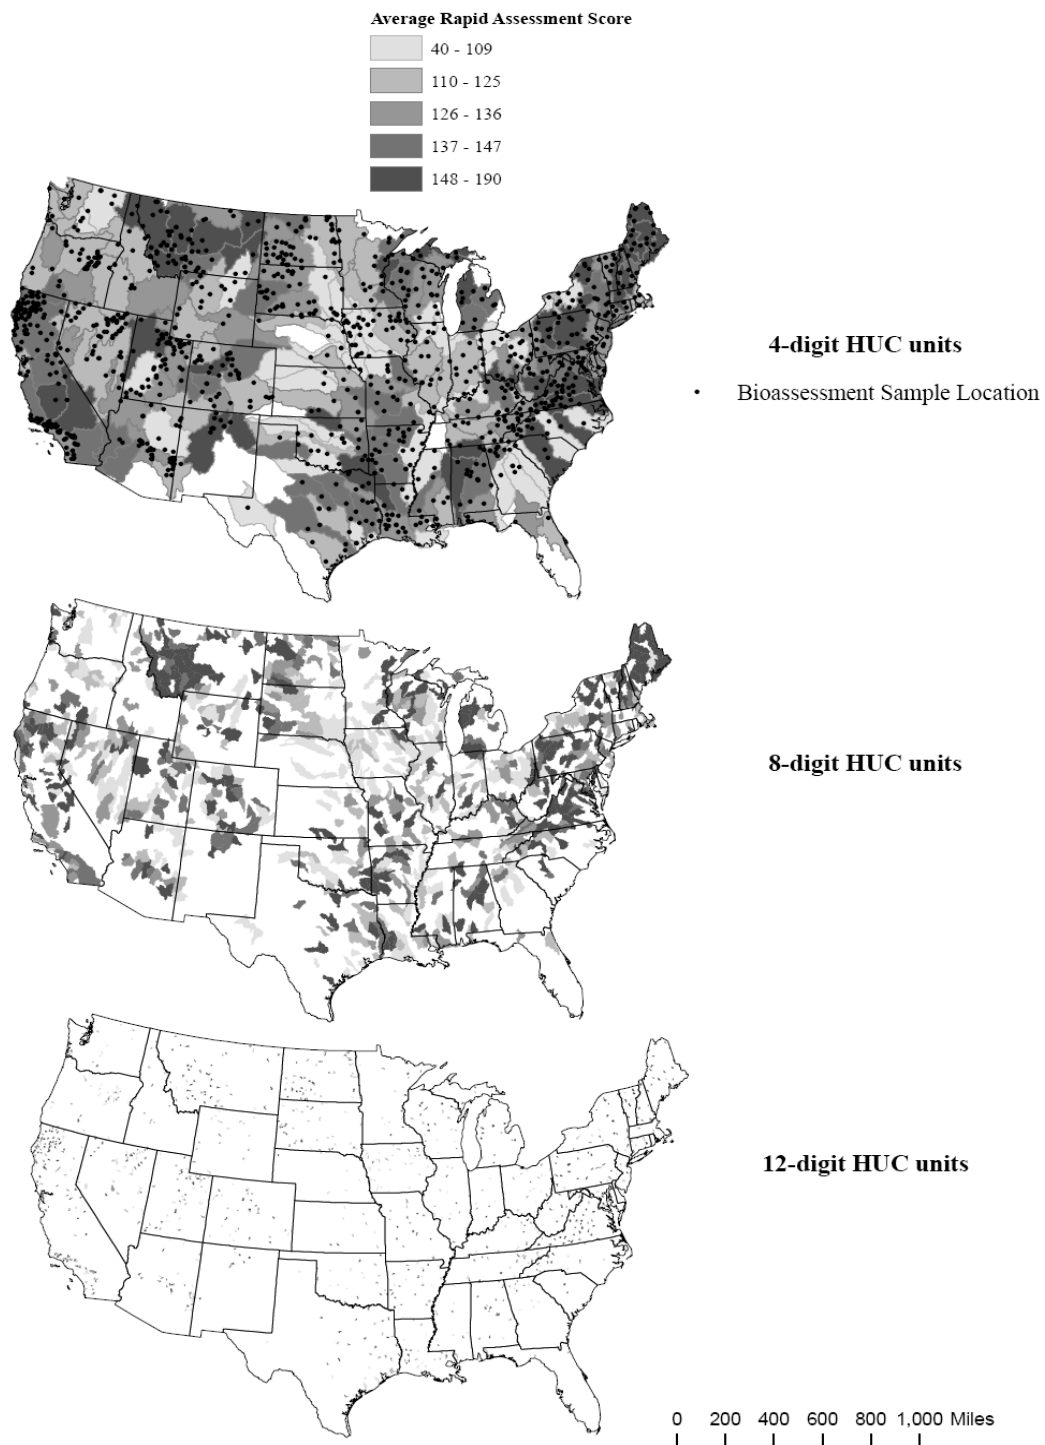 Average Rapid Assessment Score
40 - 109
110 - 125
126 - 136
137 - 147
148 - 190
4-digit HUC units
Bioassessment Sample Location
8-digit HUC units
12-digit HUC units
0 200 400 600 800 1,000 Miles